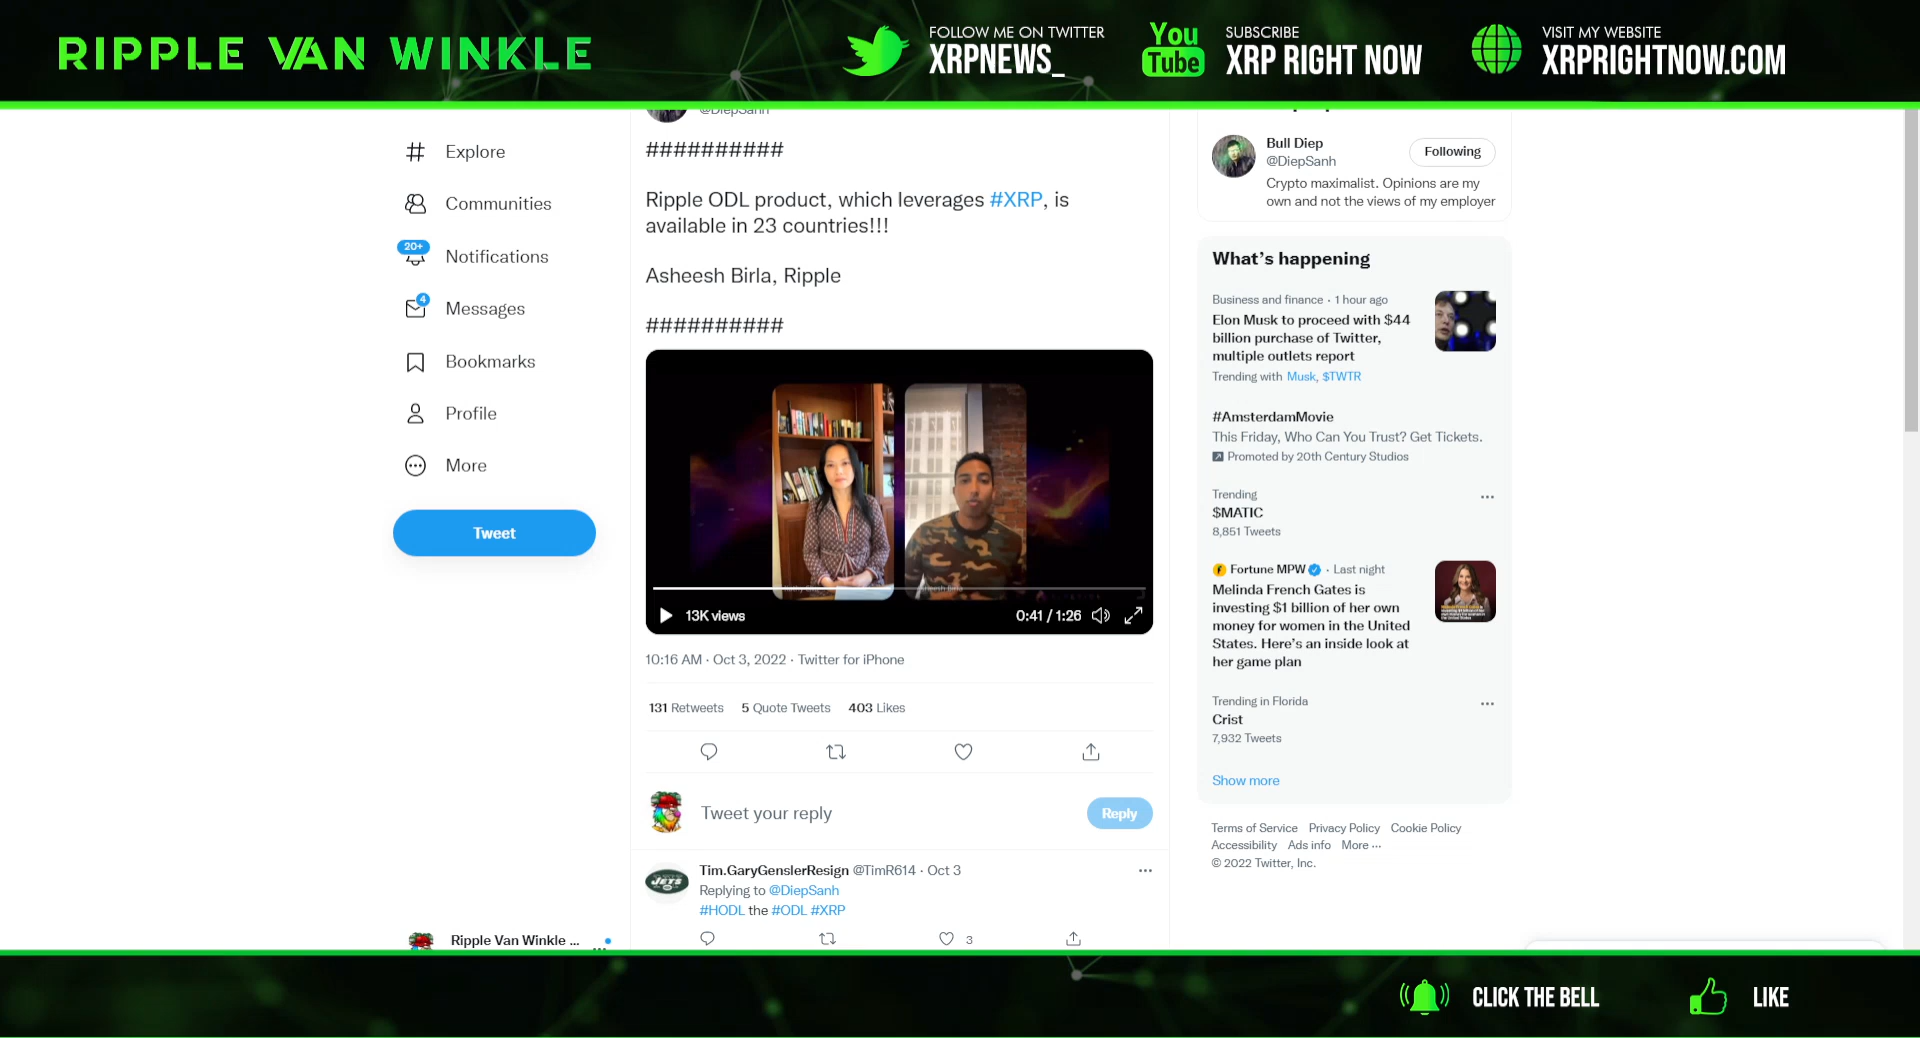 RIPPLE VAN WINKLE
FOLLOW ME ON TWITTER
XRPNEWS_
You Tube
SUBSCRIBE
XRP RIGHT NOW
VISIT MY WEBSITE
XRPRIGHTNOW.COM
Explore
Communities
20+
Notifications
4
Messages
Bookmarks
Profile
More
Tweet
Ripple Van Winkle ...
@DiepSanh
##########
Ripple ODL product, which leverages #XRP, is
available in 23 countries!!!
Asheesh Birla, Ripple
##########
13K views
0:41 / 1:26
10:16 AM · Oct 3, 2022 · Twitter for iPhone
131 Retweets 5 Quote Tweets 403 Likes
Tweet your reply
Reply
Tim.GaryGenslerResign @TimR614 · Oct 3
Replying to @DiepSanh
#HODL the #ODL #XRP
3
Bull Diep
@DiepSanh
Following
Crypto maximalist. Opinions are my
own and not the views of my employer
What's happening
Business and finance · 1 hour ago
Elon Musk to proceed with $44
billion purchase of Twitter,
multiple outlets report
Trending with Musk, $TWTR
#AmsterdamMovie
This Friday, Who Can You Trust? Get Tickets.
Promoted by 20th Century Studios
Trending
$MATIC
8,851 Tweets
Fortune MPW · Last night
Melinda French Gates is
investing $1 billion of her own
money for women in the United
States. Here's an inside look at
her game plan
Trending in Florida
Crist
7,932 Tweets
Show more
Terms of Service Privacy Policy Cookie Policy
Accessibility Ads info More ...
© 2022 Twitter, Inc.
CLICK THE BELL
LIKE